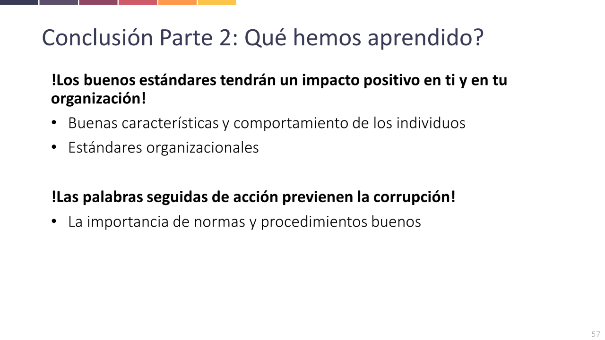 Conclusión Parte 2: Qué hemos aprendido?
!Los buenos estándares tendrán un impacto positivo en ti y en tu
organización!
• Buenas características y comportamiento de los individuos
• Estándares organizacionales
!Las palabras seguidas de acción previenen la corrupción!
• La importancia de normas y procedimientos buenos
57